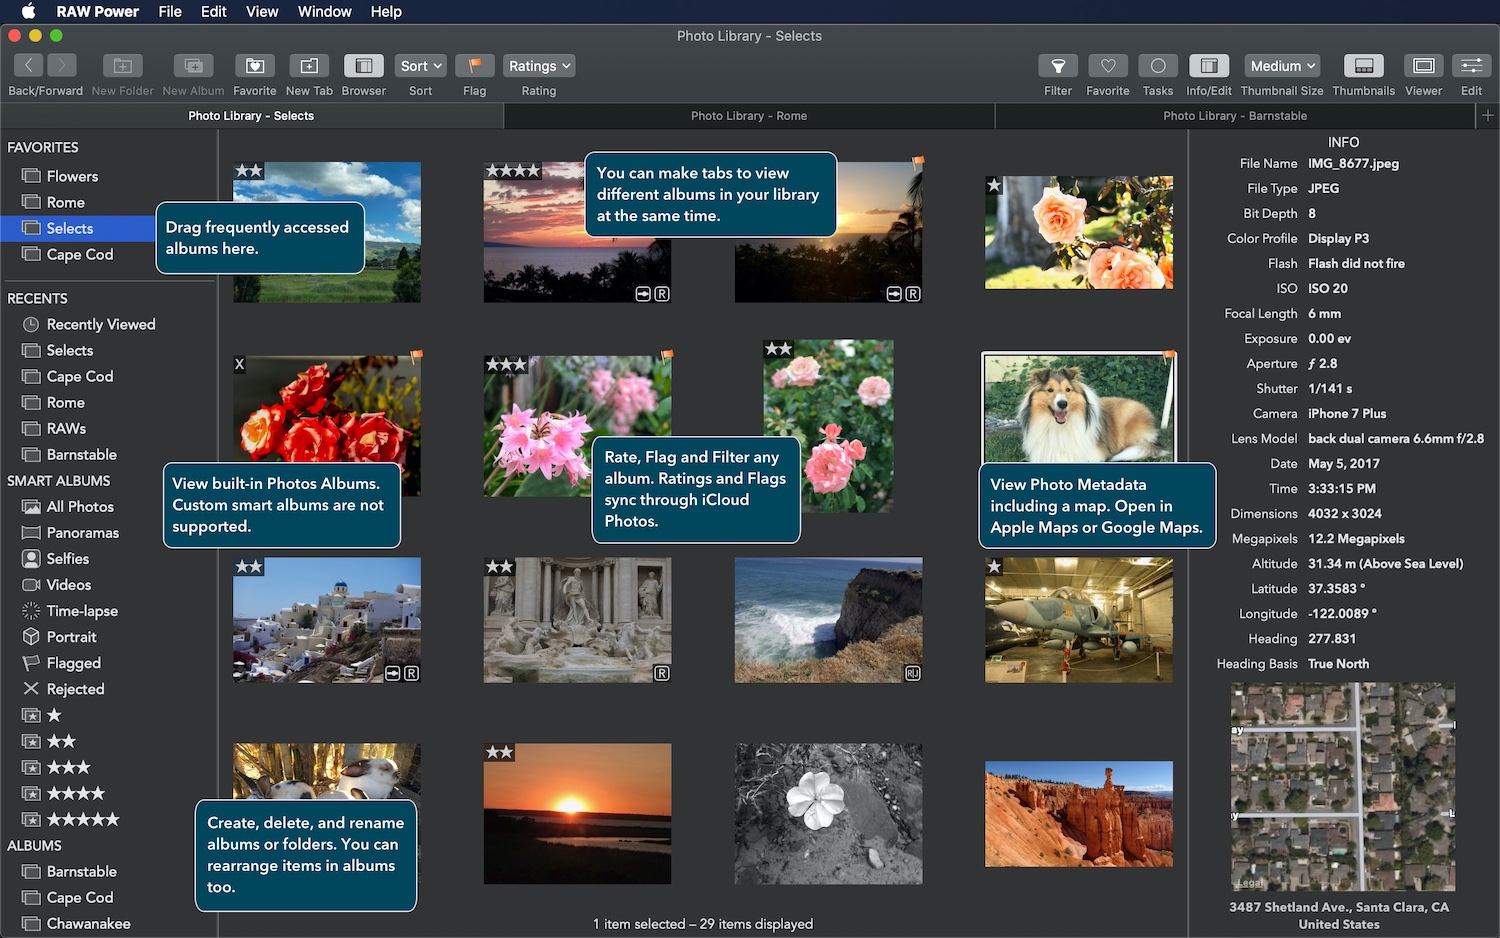 RAW Power File Edit View Window Help
Photo Library - Selects
Sort Ratings Medium
Back/Forward New Folder New Album Favorite New Tab Browser Sort Flag Rating Filter Favorite Tasks Info/Edit Thumbnail Size Thumbnails Viewer Edit
Photo Library - Selects Photo Library - Rome Photo Library - Barnstable +
FAVORITES
Flowers
Rome
Selects
Cape Cod
RECENTS
Recently Viewed
Selects
Cape Cod
Rome
RAWs
Barnstable
SMART ALBUMS
All Photos
Panoramas
Selfies
Videos
Time-lapse
Portrait
Flagged
Rejected
★
★★
★★★
★★★★
★★★★★
ALBUMS
Barnstable
Cape Cod
Chawanakee
★★
★★★★
★
Drag frequently accessed
albums here.
You can make tabs to view
different albums in your library
at the same time.
R
R
X
★★★
★★
View built-in Photos Albums.
Custom smart albums are not
supported.
Rate, Flag and Filter any
album. Ratings and Flags
sync through iCloud
Photos.
View Photo Metadata
including a map. Open in
Apple Maps or Google Maps.
★★
★★
★
R
R
RJ
★★
Create, delete, and rename
albums or folders. You can
rearrange items in albums
too.
1 item selected – 29 items displayed
INFO
File Name IMG_8677.jpeg
File Type JPEG
Bit Depth 8
Color Profile Display P3
Flash Flash did not fire
ISO ISO 20
Focal Length 6 mm
Exposure 0.00 ev
Aperture ƒ 2.8
Shutter 1/141 s
Camera iPhone 7 Plus
Lens Model back dual camera 6.6mm f/2.8
Date May 5, 2017
Time 3:33:15 PM
Dimensions 4032 x 3024
Megapixels 12.2 Megapixels
Altitude 31.34 m (Above Sea Level)
Latitude 37.3583 °
Longitude -122.0089 °
Heading 277.831
Heading Basis True North
ay
Legal
3487 Shetland Ave., Santa Clara, CA
United States